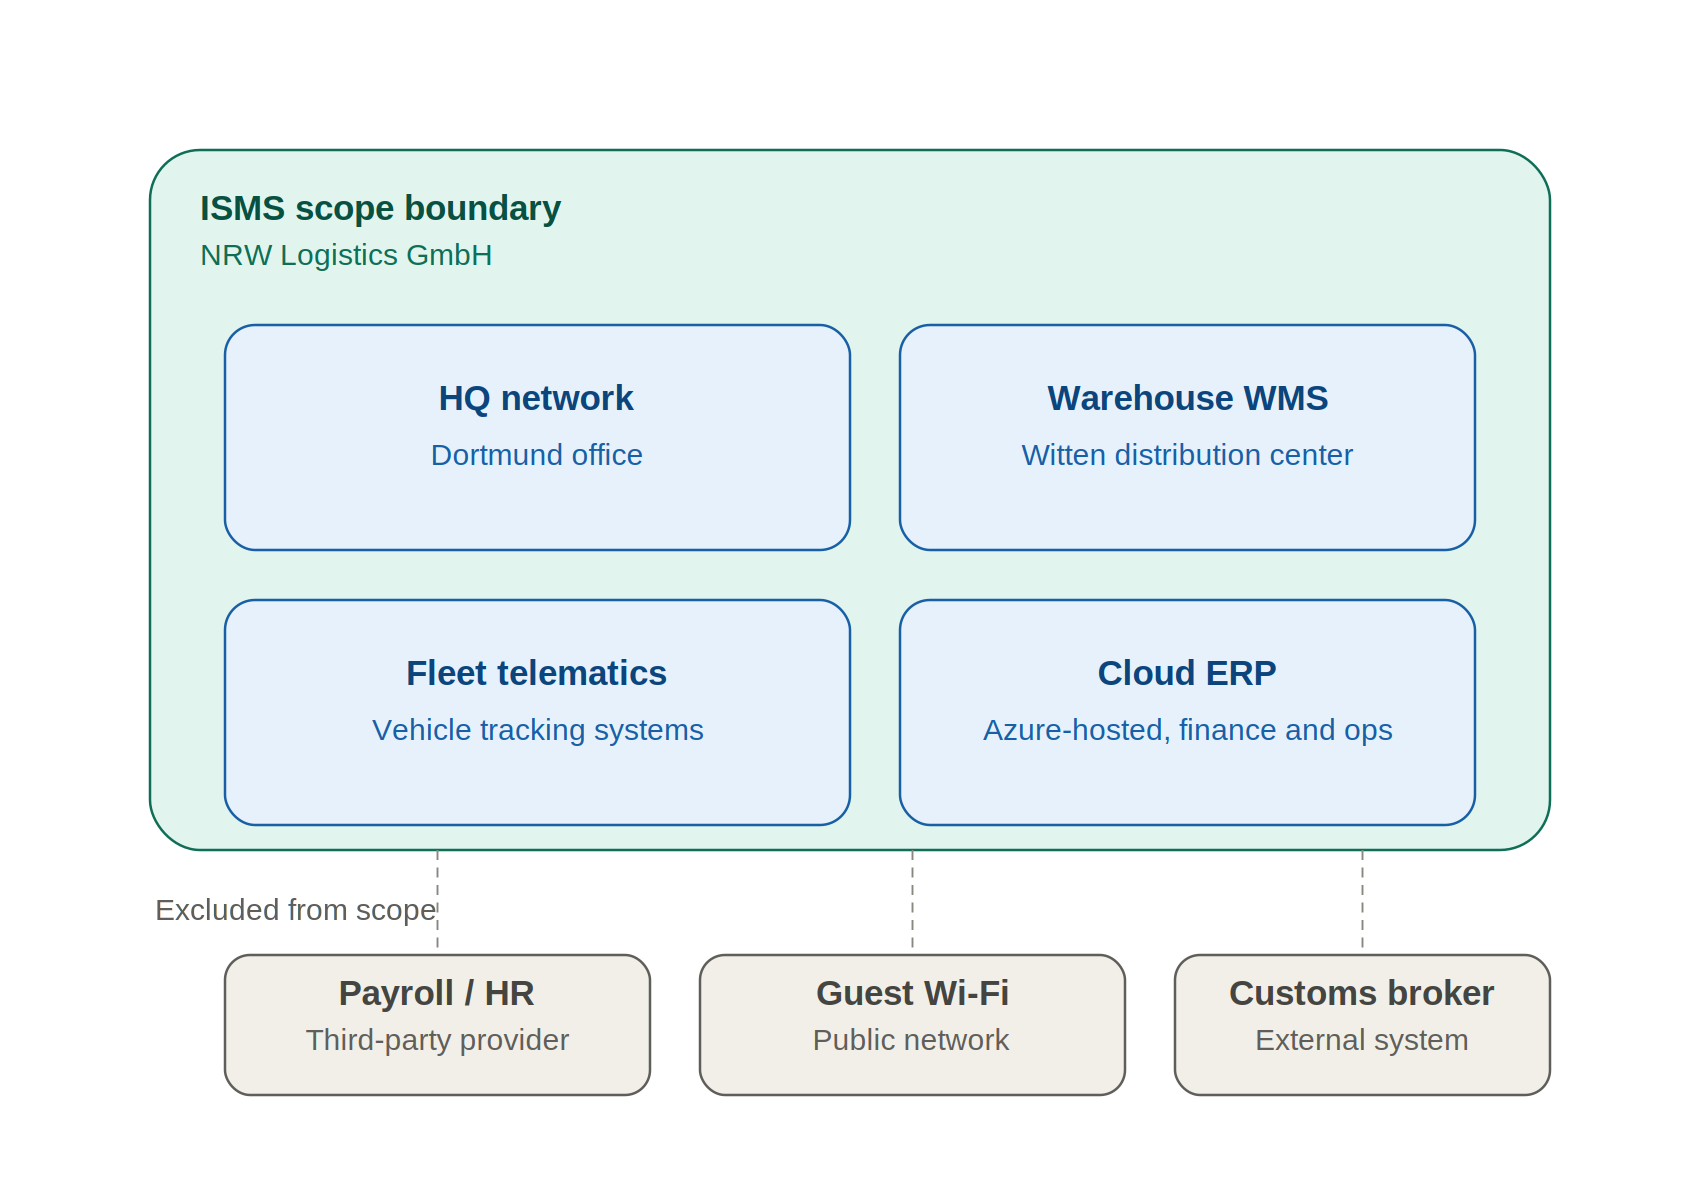 ISMS scope boundary
NRW Logistics GmbH
HQ network
Dortmund office
Warehouse WMS
Witten distribution center
Fleet telematics
Vehicle tracking systems
Cloud ERP
Azure-hosted, finance and ops
Excluded from scope
Payroll / HR
Third-party provider
Guest Wi-Fi
Public network
Customs broker
External system